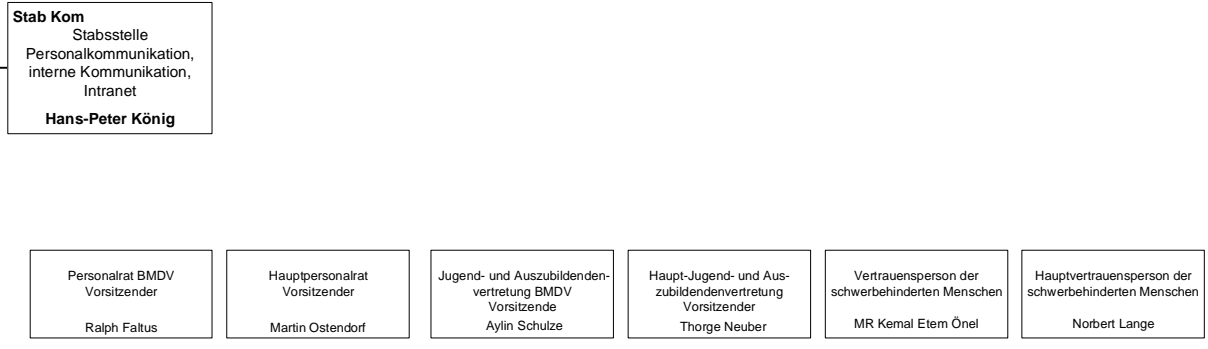 Stab Kom
Stabsstelle
Personalkommunikation,
interne Kommunikation,
Intranet
Hans-Peter König
Personalrat BMDV
Vorsitzender
Ralph Faltus
Hauptpersonalrat
Vorsitzender
Martin Ostendorf
Jugend- und Auszubildenden-
vertretung BMDV
Vorsitzende
Aylin Schulze
Haupt-Jugend- und Aus-
zubildendenvertretung
Vorsitzender
Thorge Neuber
Vertrauensperson der
schwerbehinderten Menschen
MR Kemal Etem Önel
Hauptvertrauensperson der
schwerbehinderten Menschen
Norbert Lange